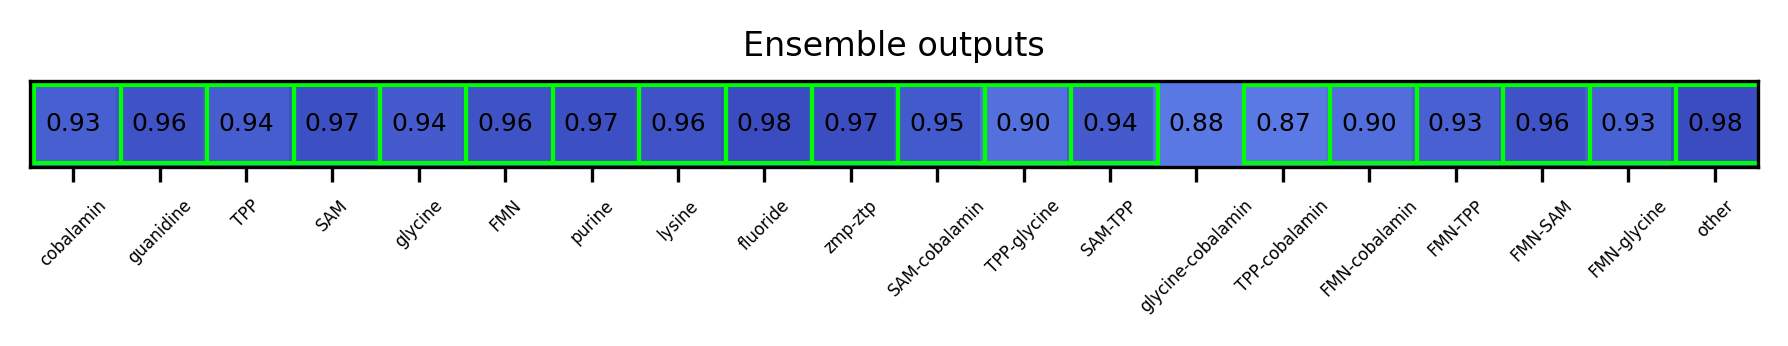 Ensemble outputs
0.93 0.96 0.94 0.97 0.94 0.96 0.97 0.96 0.98 0.97 0.95 0.90 0.94 0.88 0.87 0.90 0.93 0.96 0.93 0.98
cobalamin guanidine TPP SAM glycine FMN purine lysine fluoride zmp-ztp SAM-cobalamin TPP-glycine SAM-TPP glycine-cobalamin TPP-cobalamin FMN-cobalamin FMN-TPP FMN-SAM FMN-glycine other